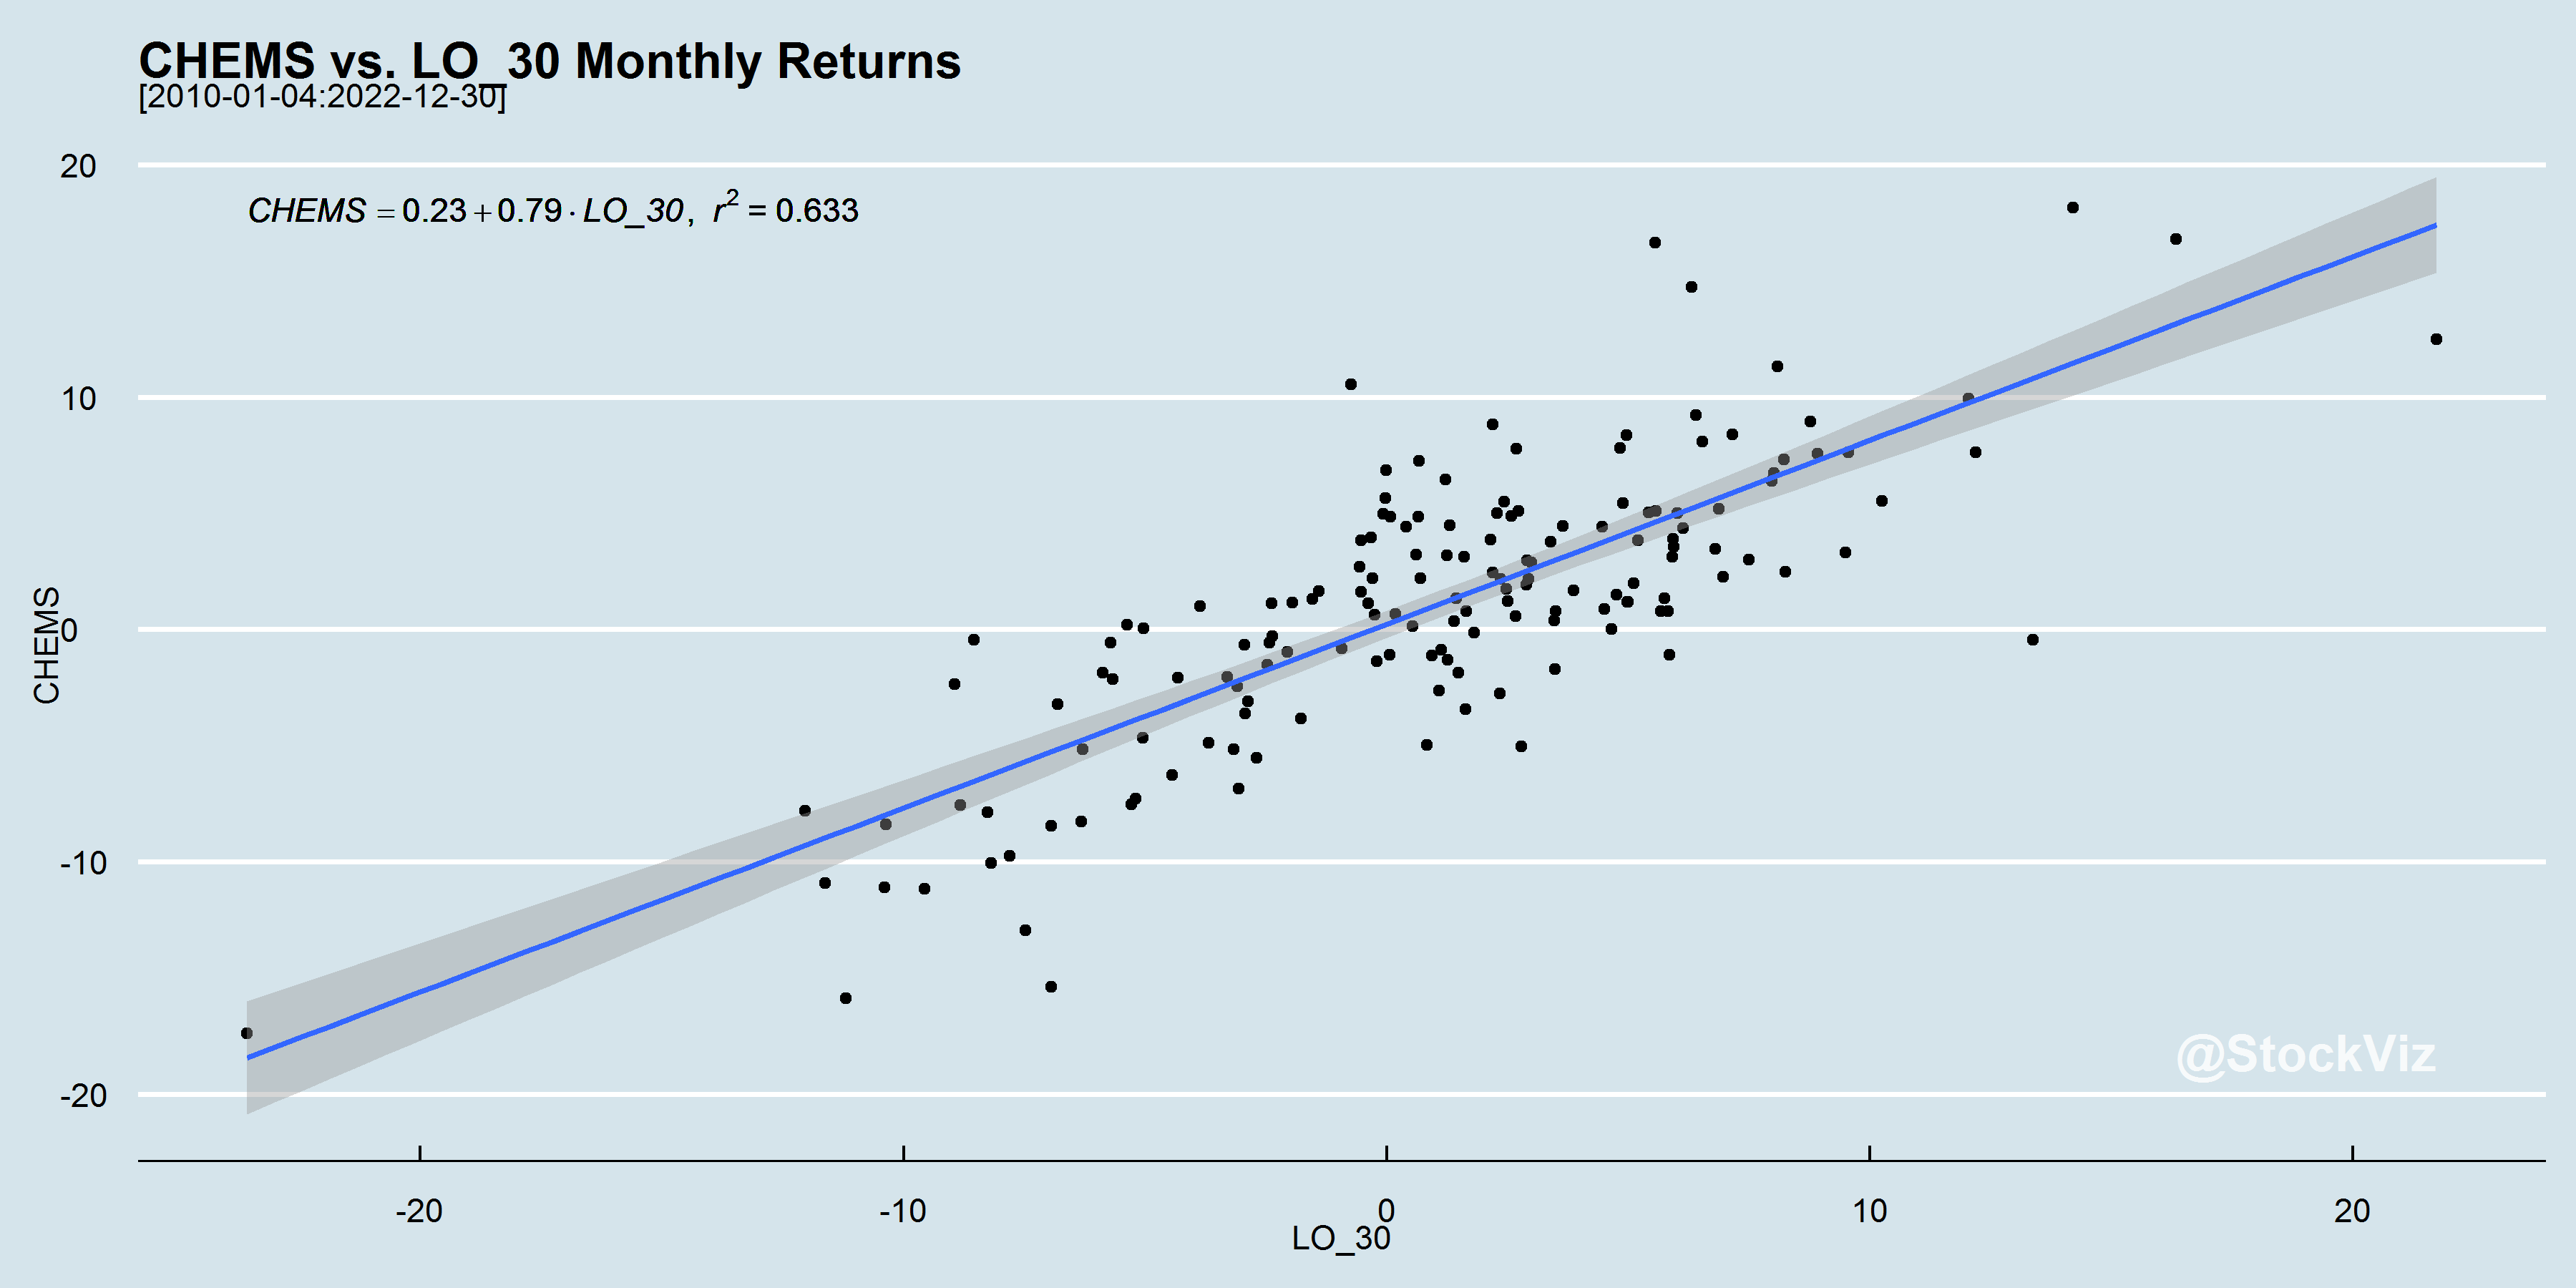 CHEMS vs. LO_30 Monthly Returns
[2010-01-04:2022-12-30]
20
CHEMS = 0.23 + 0.79 · LO_30, r² = 0.633
10
0
CHEMS
-10
@StockViz
-20
-20 -10 0 10 20
LO_30